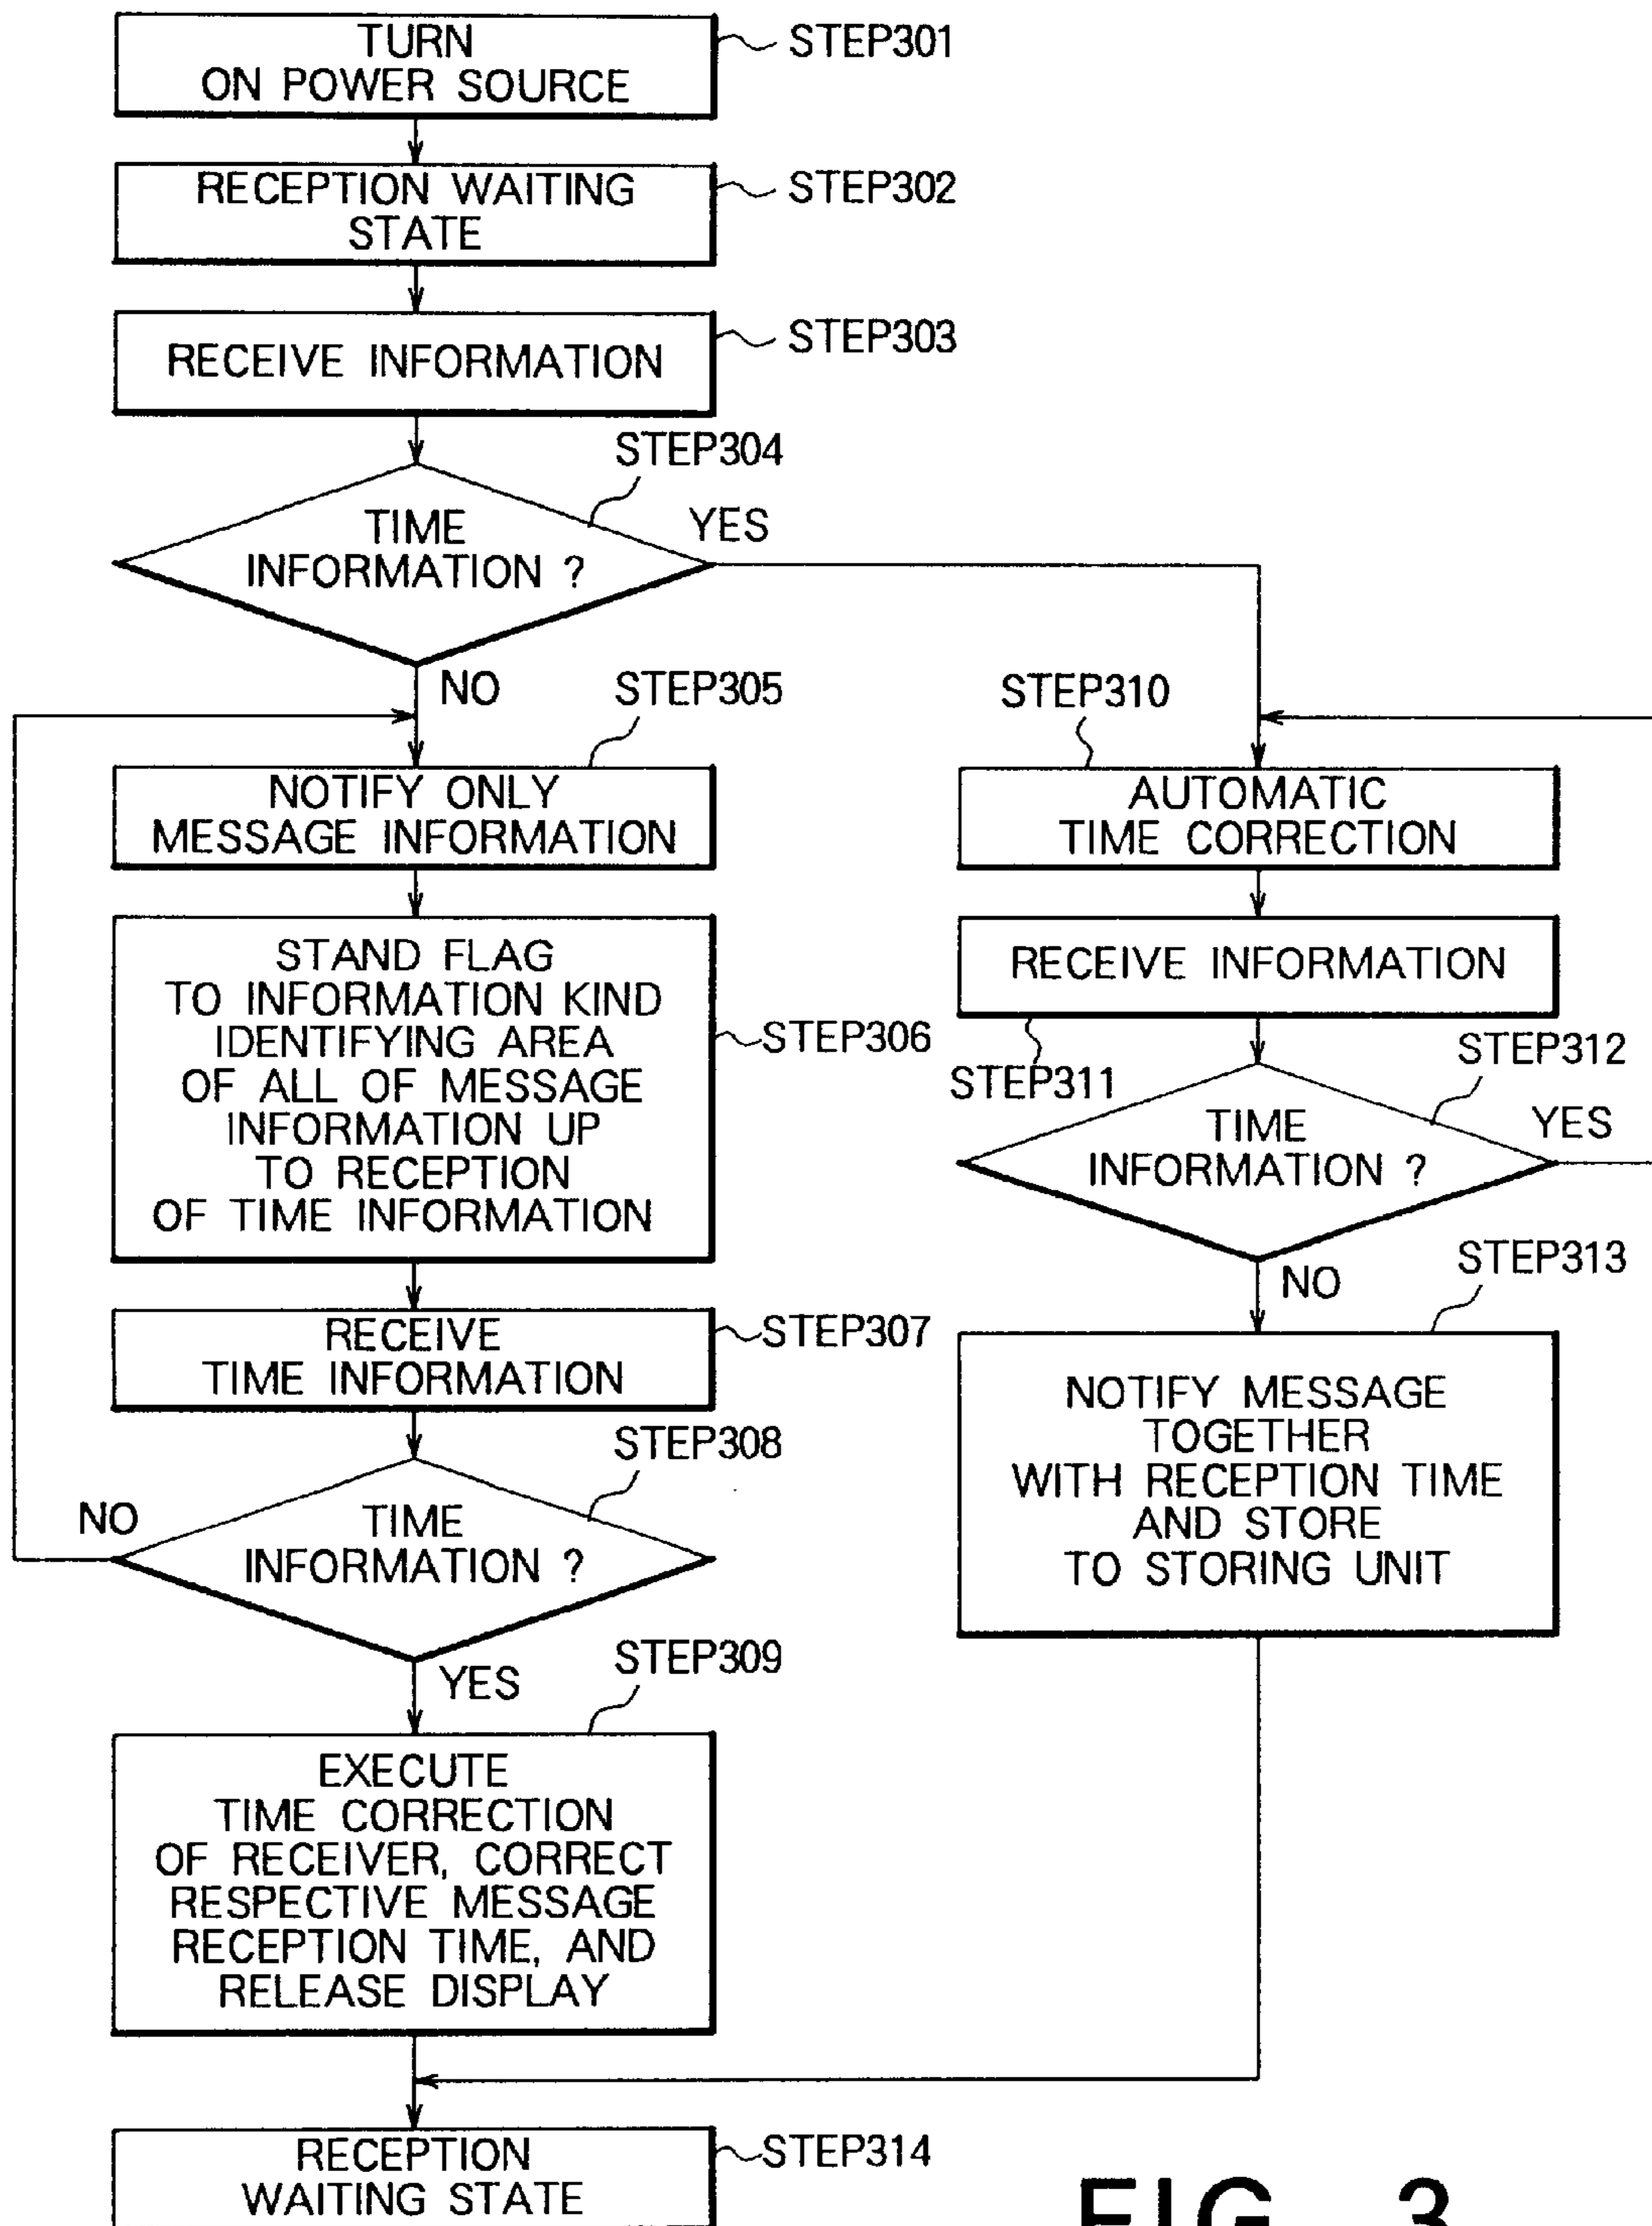 TURN
ON POWER SOURCE
STEP301
RECEPTION WAITING
STATE
STEP302
RECEIVE INFORMATION
STEP303
STEP304
TIME
INFORMATION ?
YES
NO
STEP305
NOTIFY ONLY
MESSAGE INFORMATION
STAND FLAG
TO INFORMATION KIND
IDENTIFYING AREA
OF ALL OF MESSAGE
INFORMATION UP
TO RECEPTION
OF TIME INFORMATION
STEP306
RECEIVE
TIME INFORMATION
STEP307
STEP308
TIME
INFORMATION ?
NO
YES
STEP309
EXECUTE
TIME CORRECTION
OF RECEIVER, CORRECT
RESPECTIVE MESSAGE
RECEPTION TIME, AND
RELEASE DISPLAY
STEP310
AUTOMATIC
TIME CORRECTION
RECEIVE INFORMATION
STEP311
STEP312
TIME
INFORMATION ?
YES
NO
STEP313
NOTIFY MESSAGE
TOGETHER
WITH RECEPTION TIME
AND STORE
TO STORING UNIT
RECEPTION
WAITING STATE
STEP314
FIG. 3